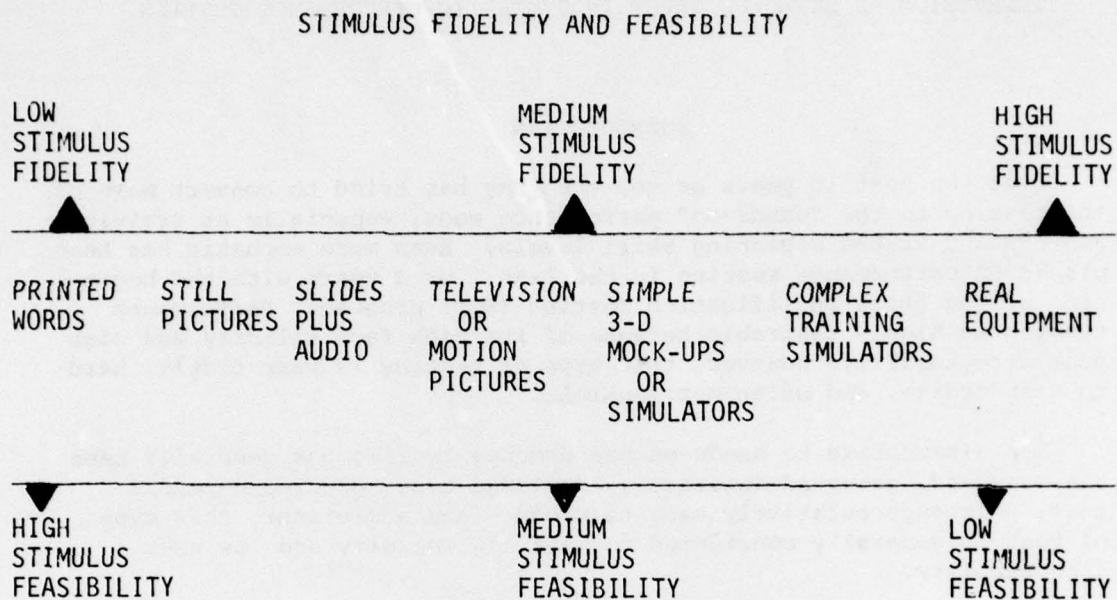 STIMULUS FIDELITY AND FEASIBILITY
LOW
STIMULUS
FIDELITY
MEDIUM
STIMULUS
FIDELITY
HIGH
STIMULUS
FIDELITY
PRINTED
WORDS
STILL
PICTURES
SLIDES
PLUS
AUDIO
TELEVISION
OR
MOTION
PICTURES
SIMPLE
3-D
MOCK-UPS
OR
SIMULATORS
COMPLEX
TRAINING
SIMULATORS
REAL
EQUIPMENT
HIGH
STIMULUS
FEASIBILITY
MEDIUM
STIMULUS
FEASIBILITY
LOW
STIMULUS
FEASIBILITY